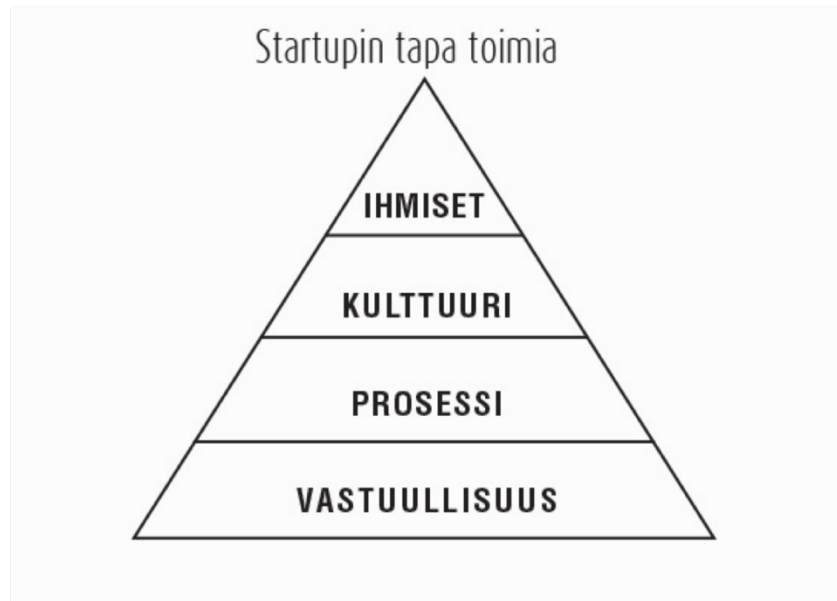 Startupin tapa toimia
IHMISET
KULTTUURI
PROSESSI
VASTUULLISUUS